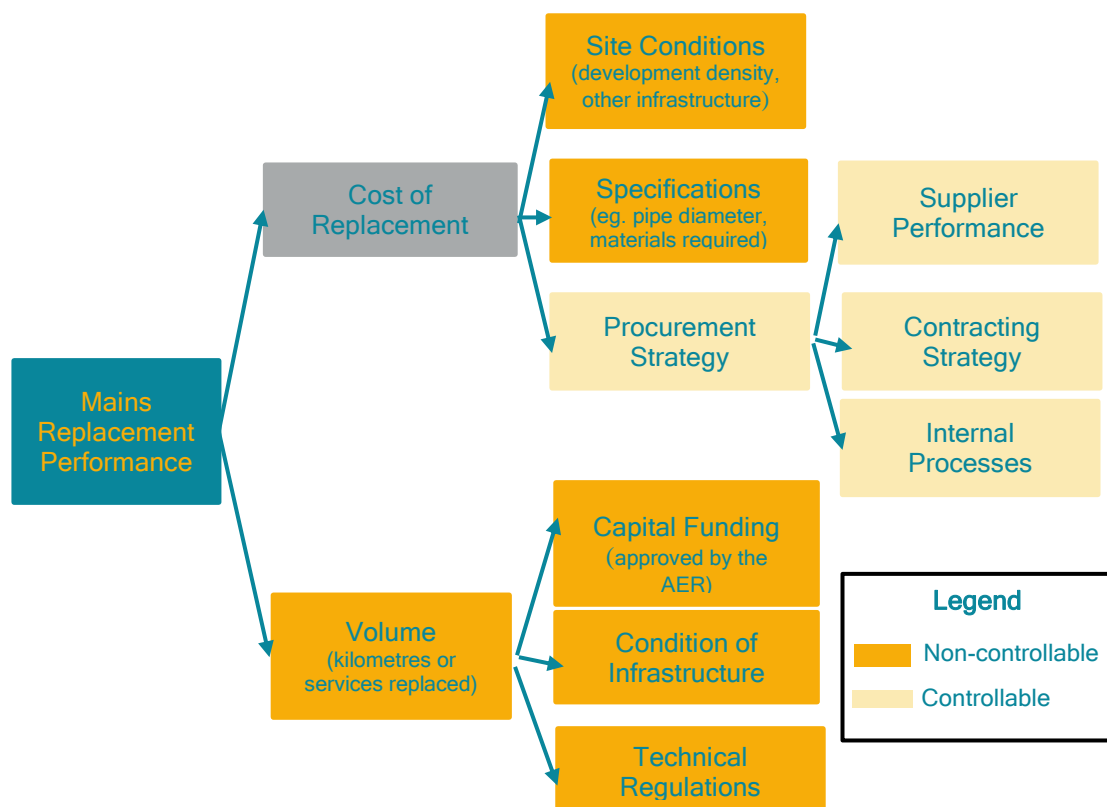 Site Conditions
(development density,
other infrastructure)
Cost of
Replacement
Specifications
(eg. pipe diameter,
materials required)
Supplier
Performance
Procurement
Strategy
Contracting
Strategy
Internal
Processes
Mains
Replacement
Performance
Capital Funding
(approved by the
AER)
Volume
(kilometres or
services replaced)
Condition of
Infrastructure
Technical
Regulations
Legend
Non-controllable
Controllable